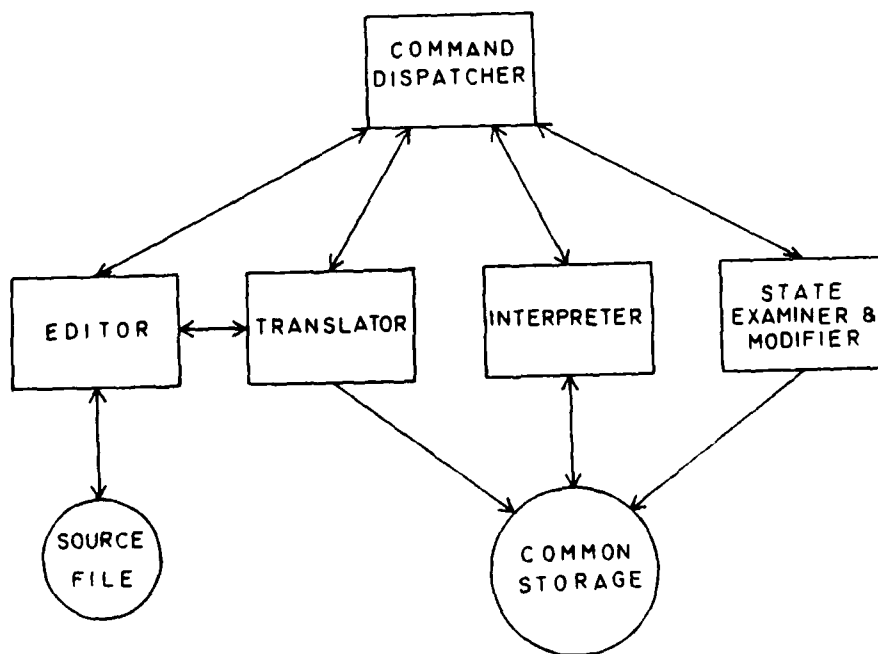 COMMAND
DISPATCHER
EDITOR
TRANSLATOR
INTERPRETER
STATE
EXAMINER &
MODIFIER
SOURCE
FILE
COMMON
STORAGE